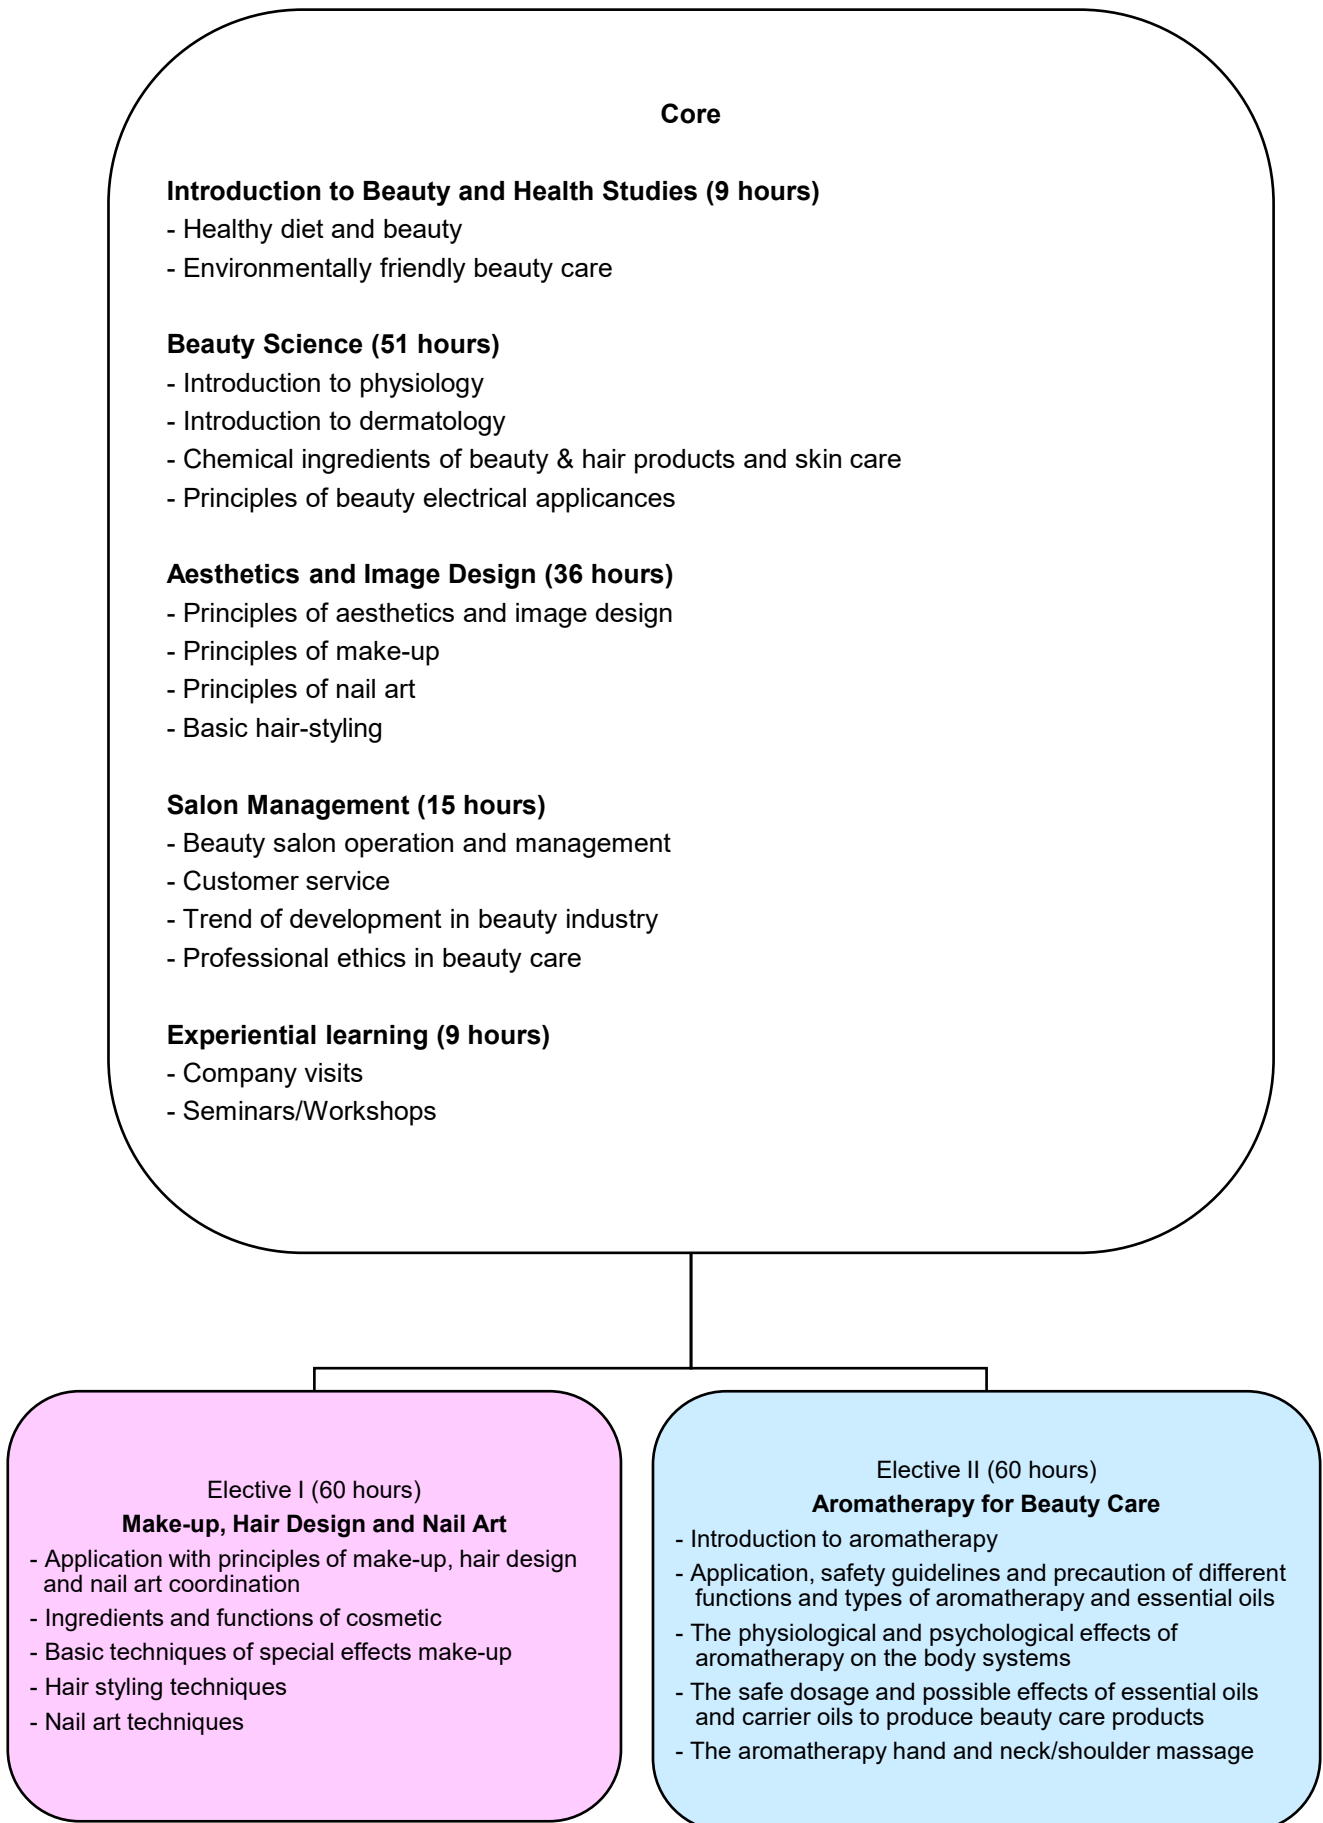 Core
Introduction to Beauty and Health Studies (9 hours)
- Healthy diet and beauty
- Environmentally friendly beauty care
Beauty Science (51 hours)
- Introduction to physiology
- Introduction to dermatology
- Chemical ingredients of beauty & hair products and skin care
- Principles of beauty electrical applicances
Aesthetics and Image Design (36 hours)
- Principles of aesthetics and image design
- Principles of make-up
- Principles of nail art
- Basic hair-styling
Salon Management (15 hours)
- Beauty salon operation and management
- Customer service
- Trend of development in beauty industry
- Professional ethics in beauty care
Experiential learning (9 hours)
- Company visits
- Seminars/Workshops
Elective I (60 hours)
Make-up, Hair Design and Nail Art
- Application with principles of make-up, hair design
and nail art coordination
- Ingredients and functions of cosmetic
- Basic techniques of special effects make-up
- Hair styling techniques
- Nail art techniques
Elective II (60 hours)
Aromatherapy for Beauty Care
- Introduction to aromatherapy
- Application, safety guidelines and precaution of different
functions and types of aromatherapy and essential oils
- The physiological and psychological effects of
aromatherapy on the body systems
- The safe dosage and possible effects of essential oils
and carrier oils to produce beauty care products
- The aromatherapy hand and neck/shoulder massage